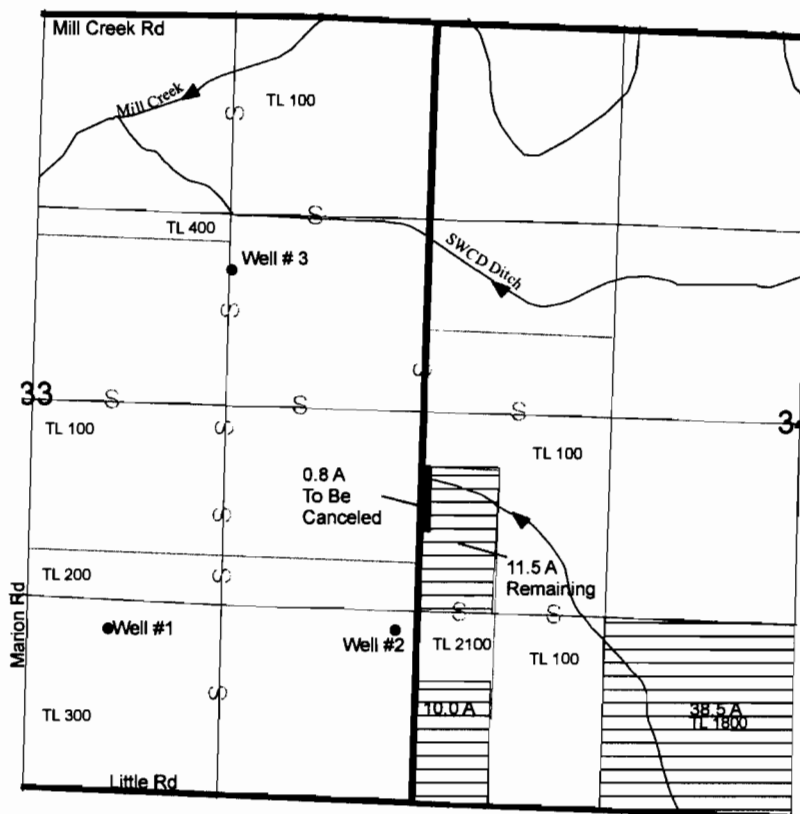 Mill Creek Rd
Mill Creek
TL 100
TL 400
Well # 3
SWCD Ditch
33
34
TL 100
TL 100
0.8 A
To Be
Canceled
11.5 A
Remaining
TL 200
Marion Rd
Well #1
Well #2
TL 2100
TL 100
TL 300
10.0 A
38.5 A
TL 1800
Little Rd